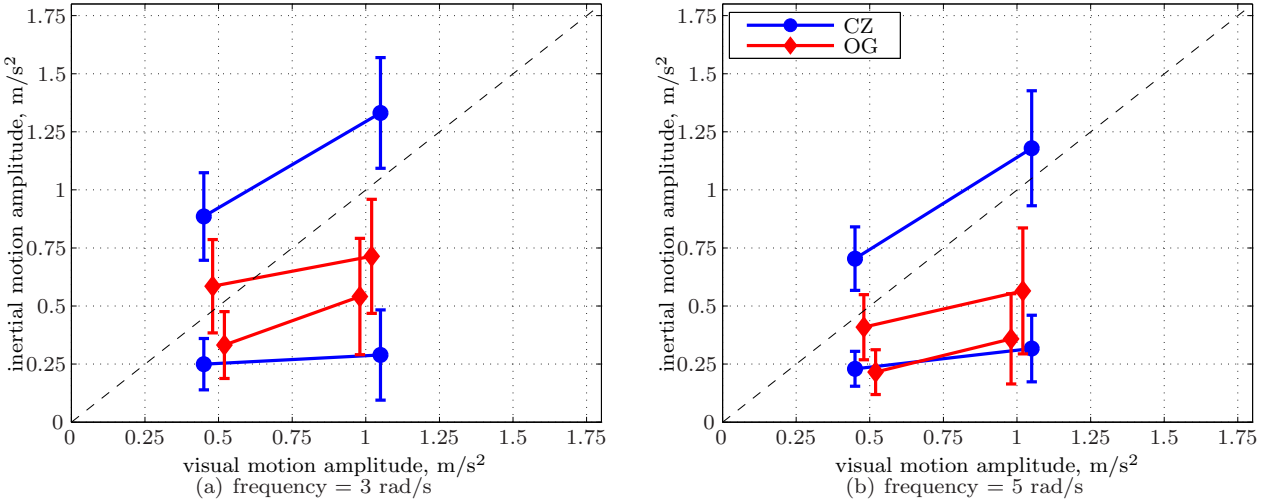 inertial motion amplitude, m/s²
1.75
1.5
1.25
1
0.75
0.5
0.25
0
0 0.25 0.5 0.75 1 1.25 1.5 1.75
visual motion amplitude, m/s²
(a) frequency = 3 rad/s
inertial motion amplitude, m/s²
1.75
1.5
1.25
1
0.75
0.5
0.25
0
0 0.25 0.5 0.75 1 1.25 1.5 1.75
visual motion amplitude, m/s²
(b) frequency = 5 rad/s
CZ
OG